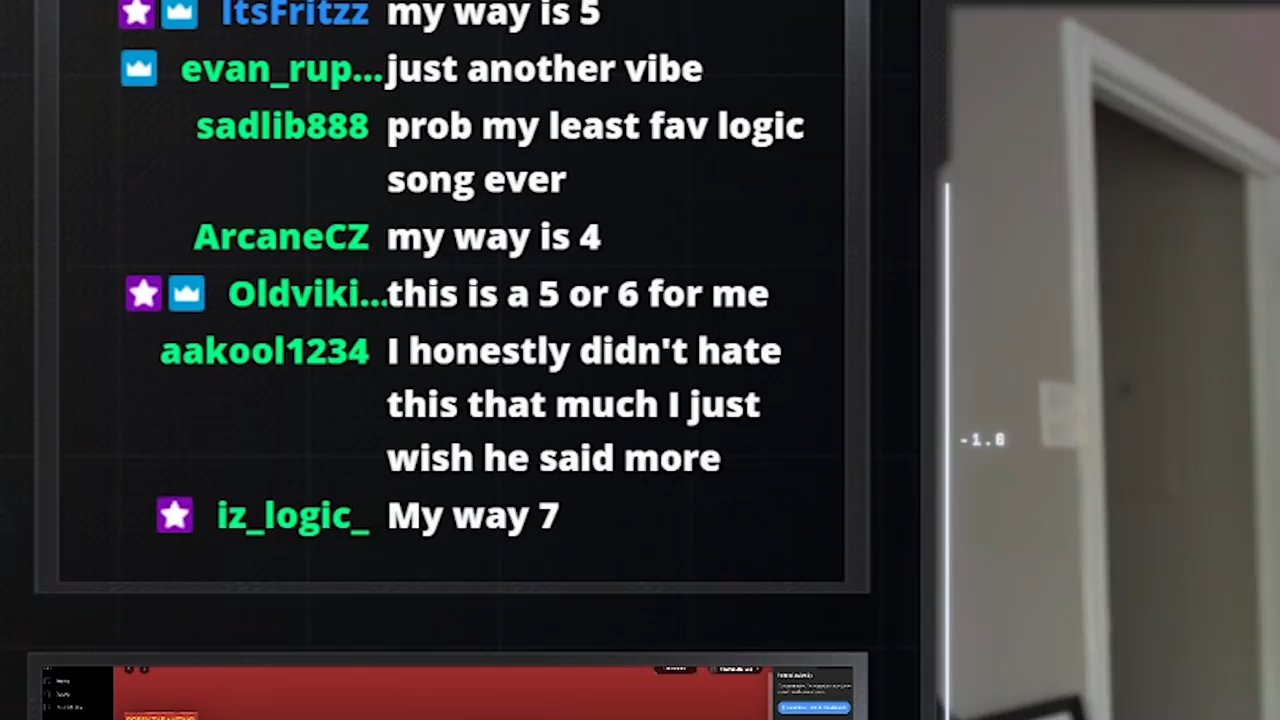 ItsFritzz my way is 5
evan_rup... just another vibe
sadlib888 prob my least fav logic
song ever
ArcaneCZ my way is 4
Oldviki... this is a 5 or 6 for me
aakool1234 I honestly didn't hate
this that much I just
wish he said more
iz_logic_ My way 7